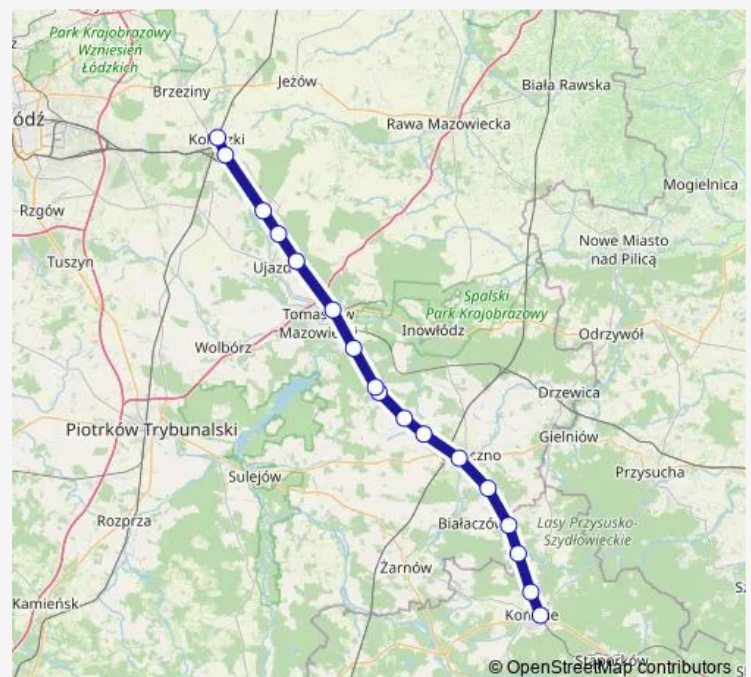 Park Krajobrazowy
Wzniesień
Łódzkich
Jeżów
Brzeziny
Biała Rawska
ódź
Rawa Mazowiecka
Mogielnica
Rzgów
Nowe Miasto
nad Pilicą
Tuszyn
Ujazd
Spalski
Park Krajobrazowy
Mazowiecki
Inowłódz
Odrzywół
Wolbórz
Drzewica
Piotrków Trybunalski
Gielniów
Przysucha
Sulejów
Rozprza
Białaczów
Lasy Przysusko-
Szydłowieckie
Żarnów
Kamieńsk
© OpenStreetMap contributors